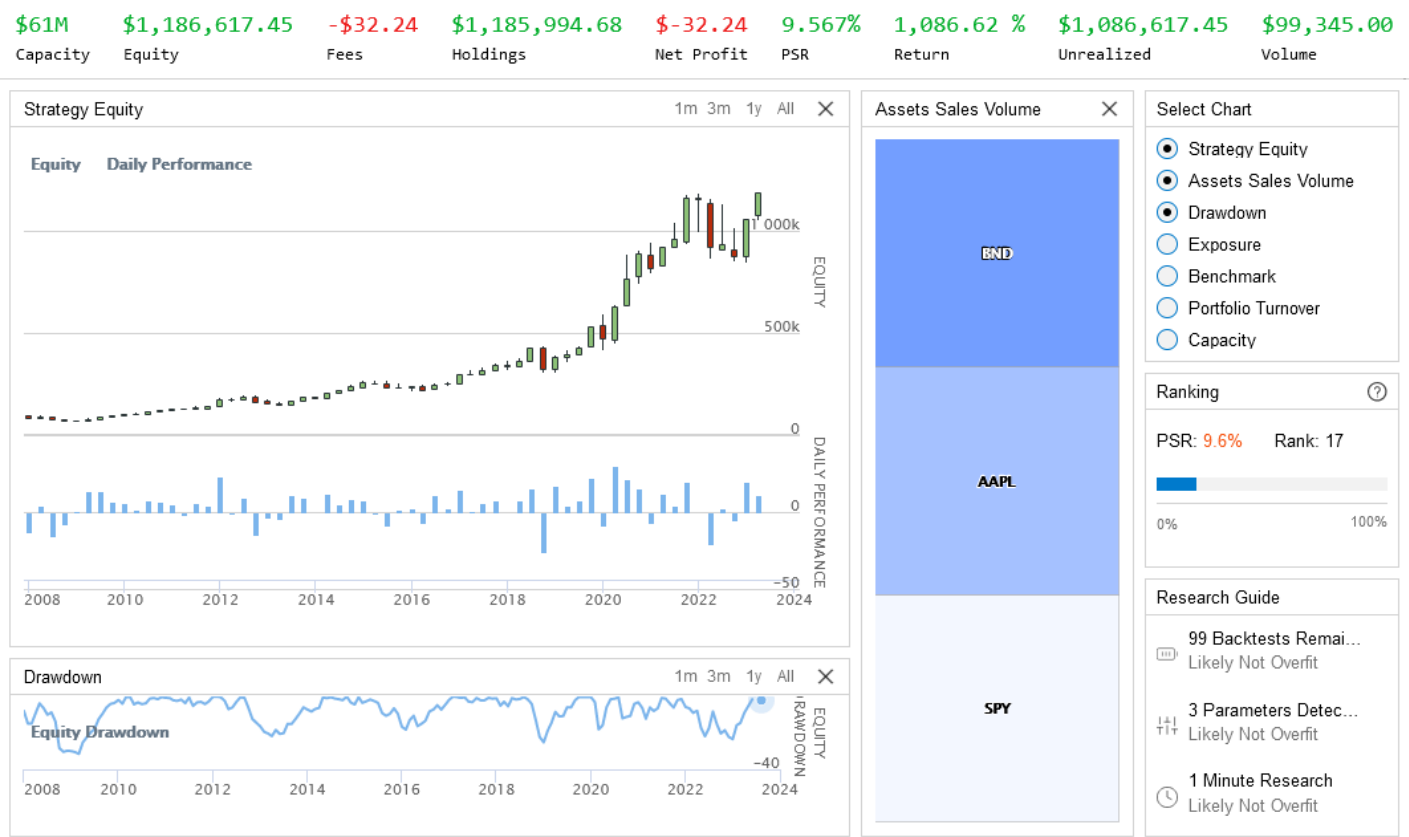 $61M $1,186,617.45 -$32.24 $1,185,994.68 $-32.24 9.567% 1,086.62 % $1,086,617.45 $99,345.00
Capacity Equity Fees Holdings Net Profit PSR Return Unrealized Volume
Strategy Equity 1m 3m 1y All
Equity Daily Performance
1 000k
500k
0
EQUITY
0
-50
DAILY PERFORMANCE
2008 2010 2012 2014 2016 2018 2020 2022 2024
Drawdown 1m 3m 1y All
Equity Drawdown
-40
EQUITY
RAWDOWN
2008 2010 2012 2014 2016 2018 2020 2022 2024
Assets Sales Volume
BND
AAPL
SPY
Select Chart
Strategy Equity
Assets Sales Volume
Drawdown
Exposure
Benchmark
Portfolio Turnover
Capacity
Ranking ?
PSR: 9.6% Rank: 17
0% 100%
Research Guide
99 Backtests Remai...
Likely Not Overfit
3 Parameters Detec...
Likely Not Overfit
1 Minute Research
Likely Not Overfit